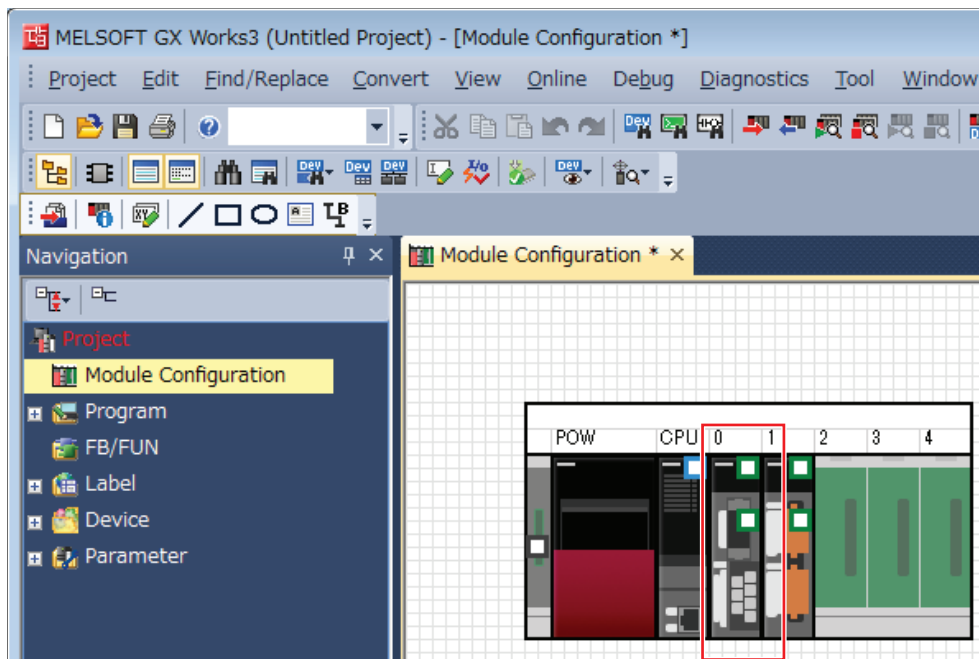 MELSOFT GX Works3 (Untitled Project) - [Module Configuration *]
Project Edit Find/Replace Convert View Online Debug Diagnostics Tool Window
Navigation
Module Configuration *
Project
Module Configuration
Program
FB/FUN
Label
Device
Parameter
POW CPU 0 1 2 3 4